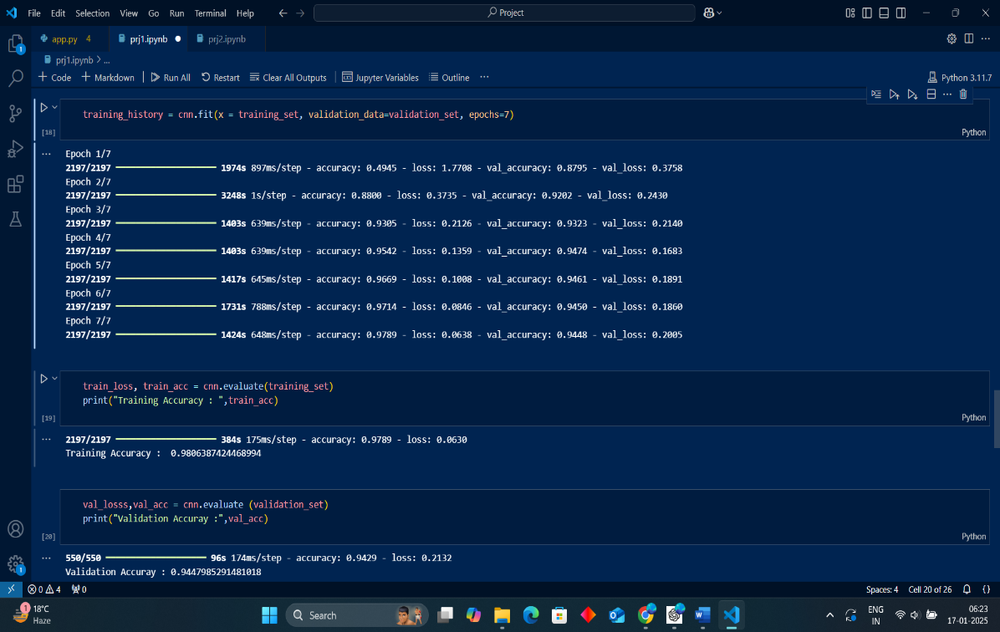 File Edit Selection View Go Run Terminal Help
Project
app.py 4
prj1.ipynb
prj2.ipynb
prj1.ipynb > ...
+ Code + Markdown Run All Restart Clear All Outputs Jupyter Variables Outline ...
Python 3.11.7
training_history = cnn.fit(x = training_set, validation_data=validation_set, epochs=7)
[18]
Python
Epoch 1/7
2197/2197 1974s 897ms/step - accuracy: 0.4945 - loss: 1.7708 - val_accuracy: 0.8795 - val_loss: 0.3758
Epoch 2/7
2197/2197 3248s 1s/step - accuracy: 0.8800 - loss: 0.3735 - val_accuracy: 0.9202 - val_loss: 0.2430
Epoch 3/7
2197/2197 1403s 639ms/step - accuracy: 0.9305 - loss: 0.2126 - val_accuracy: 0.9323 - val_loss: 0.2140
Epoch 4/7
2197/2197 1403s 639ms/step - accuracy: 0.9542 - loss: 0.1359 - val_accuracy: 0.9474 - val_loss: 0.1683
Epoch 5/7
2197/2197 1417s 645ms/step - accuracy: 0.9669 - loss: 0.1008 - val_accuracy: 0.9461 - val_loss: 0.1891
Epoch 6/7
2197/2197 1731s 788ms/step - accuracy: 0.9714 - loss: 0.0846 - val_accuracy: 0.9450 - val_loss: 0.1860
Epoch 7/7
2197/2197 1424s 648ms/step - accuracy: 0.9789 - loss: 0.0638 - val_accuracy: 0.9448 - val_loss: 0.2005
train_loss, train_acc = cnn.evaluate(training_set)
print("Training Accuracy : ",train_acc)
[19]
Python
2197/2197 384s 175ms/step - accuracy: 0.9789 - loss: 0.0630
Training Accuracy :  0.9806387424468994
val_losss,val_acc = cnn.evaluate (validation_set)
print("Validation Accuray :",val_acc)
[20]
Python
550/550 96s 174ms/step - accuracy: 0.9429 - loss: 0.2132
Validation Accuray : 0.9447985291481018
1
1
0 4 0
Spaces: 4 Cell 20 of 26 {}
1
18°C
Haze
Search
ENG
IN
06:23
17-01-2025